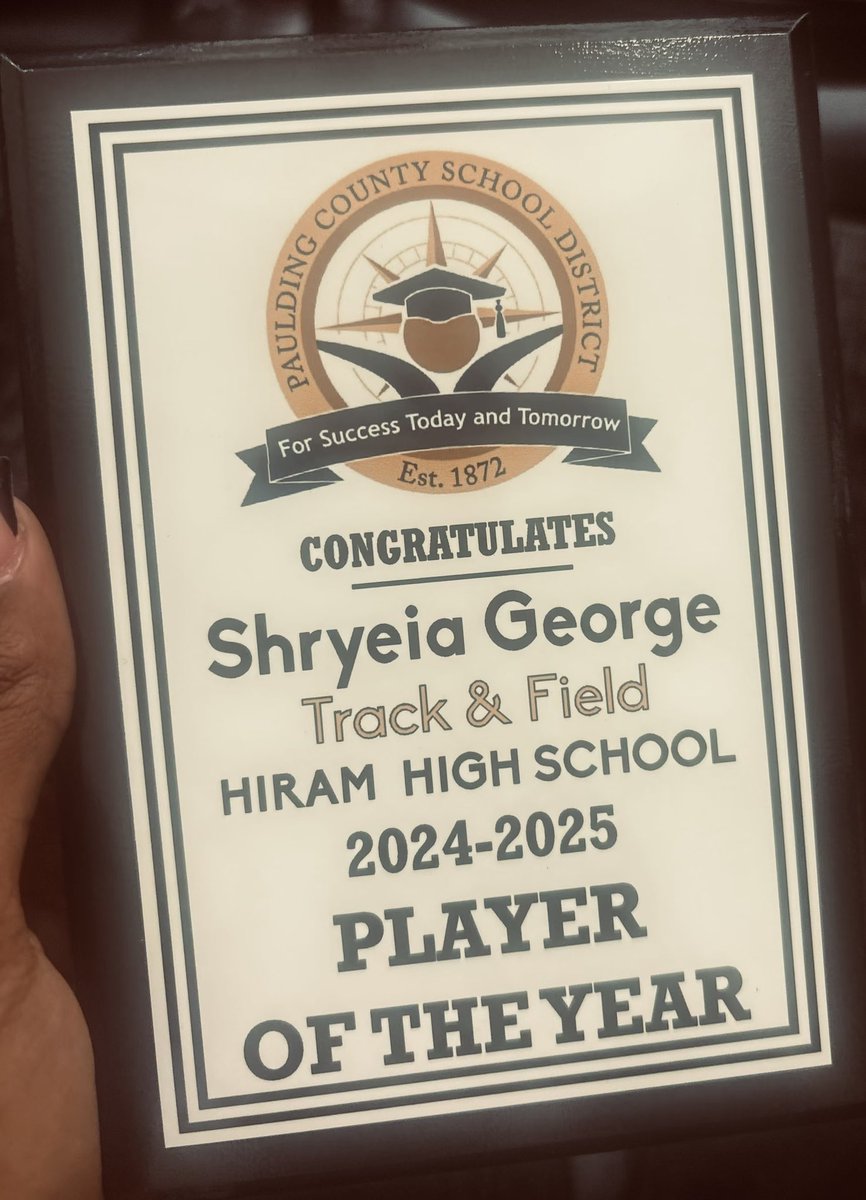 PAULDING COUNTY SCHOOL DISTRICT
For Success Today and Tomorrow
Est. 1872
CONGRATULATES
Shryeia George
Track & Field
HIRAM HIGH SCHOOL
2024-2025
PLAYER
OF THE YEAR